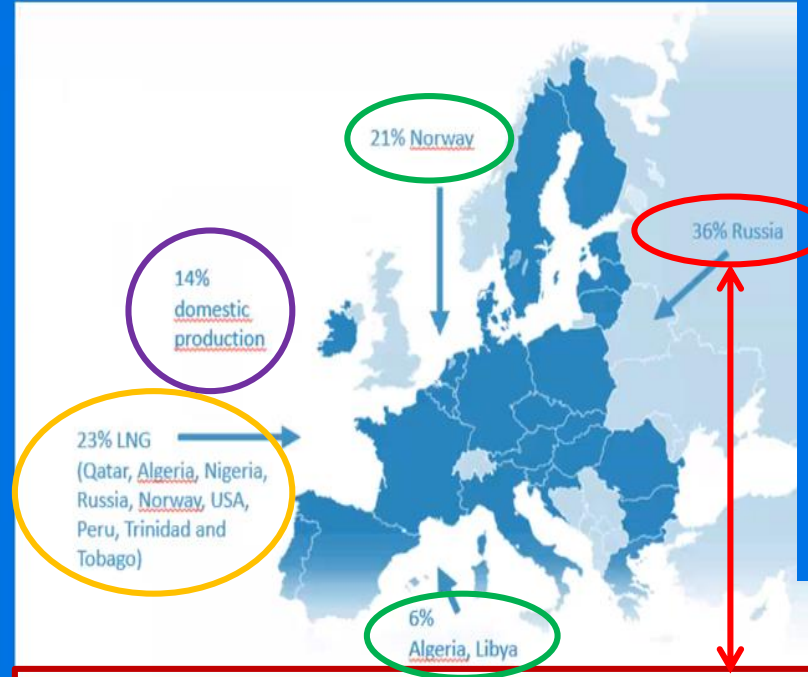 21% Norway
36% Russia
14%
domestic
production
23% LNG
(Qatar, Algeria, Nigeria,
Russia, Norway, USA,
Peru, Trinidad and
Tobago)
6%
Algeria, Libya